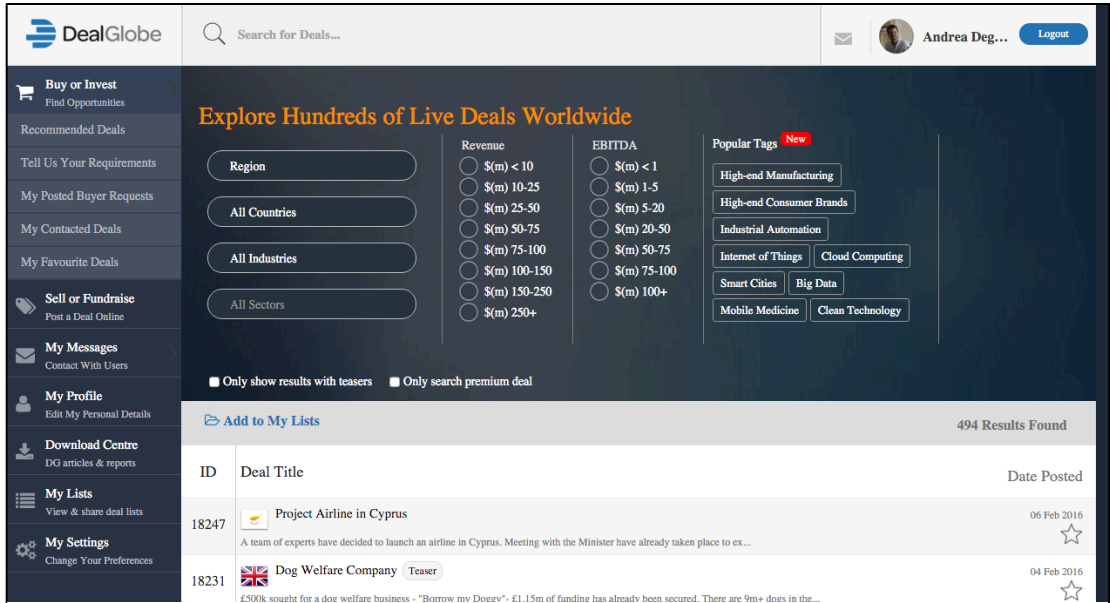 DealGlobe
Search for Deals...
Andrea Deg...
Logout
Buy or Invest
Find Opportunities
Recommended Deals
Tell Us Your Requirements
My Posted Buyer Requests
My Contacted Deals
My Favourite Deals
Sell or Fundraise
Post a Deal Online
My Messages
Contact With Users
My Profile
Edit My Personal Details
Download Centre
DG articles & reports
My Lists
View & share deal lists
My Settings
Change Your Preferences
Explore Hundreds of Live Deals Worldwide
Region
All Countries
All Industries
All Sectors
Revenue
$(m) < 10
$(m) 10-25
$(m) 25-50
$(m) 50-75
$(m) 75-100
$(m) 100-150
$(m) 150-250
$(m) 250+
EBITDA
$(m) < 1
$(m) 1-5
$(m) 5-20
$(m) 20-50
$(m) 50-75
$(m) 75-100
$(m) 100+
Popular Tags New
High-end Manufacturing
High-end Consumer Brands
Industrial Automation
Internet of Things Cloud Computing
Smart Cities Big Data
Mobile Medicine Clean Technology
Only show results with teasers Only search premium deal
Add to My Lists
494 Results Found
ID Deal Title Date Posted
18247 Project Airline in Cyprus 06 Feb 2016
A team of experts have decided to launch an airline in Cyprus. Meeting with the Minister have already taken place to ex...
18231 Dog Welfare Company Teaser 04 Feb 2016
£500k sought for a dog welfare business - "Borrow my Doggy"- £1.15m of funding has already been secured. There are 9m+ dogs in the...